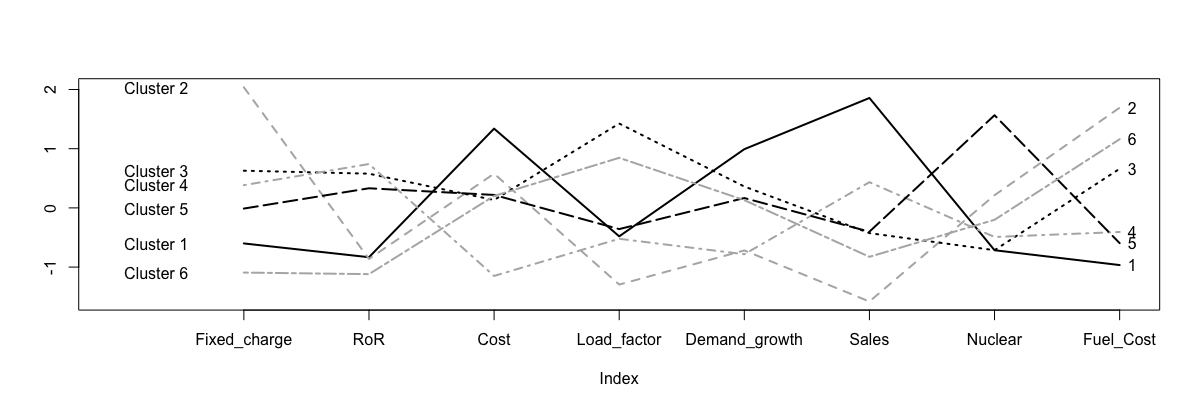 2
1
0
-1
Cluster 2
Cluster 3
Cluster 4
Cluster 5
Cluster 1
Cluster 6
2
6
3
4
5
1
Fixed_charge RoR Cost Load_factor Demand_growth Sales Nuclear Fuel_Cost
Index